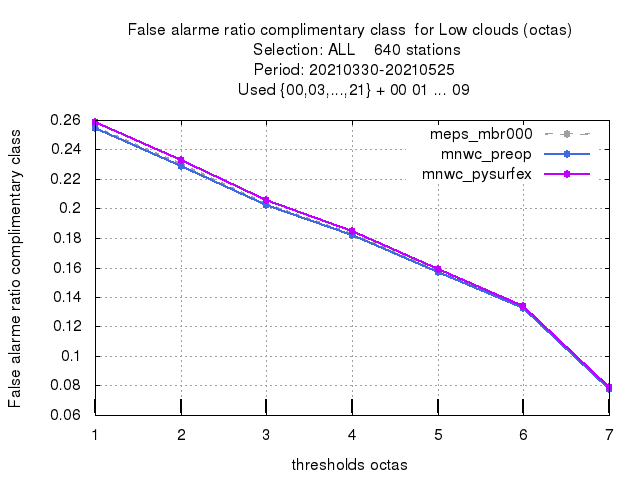 False alarme ratio complimentary class  for Low clouds (octas)
Selection: ALL    640 stations
Period: 20210330-20210525
Used {00,03,...,21} + 00 01 ... 09
meps_mbr000
mnwc_preop
mnwc_pysurfex
False alarme ratio complimentary class
0.26
0.24
0.22
0.2
0.18
0.16
0.14
0.12
0.1
0.08
0.06
1 2 3 4 5 6 7
thresholds octas